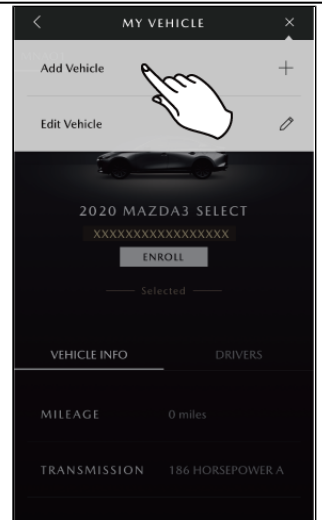 MY VEHICLE
Add Vehicle
Edit Vehicle
2020 MAZDA3 SELECT
XXXXXXXXXXXXXXXXX
ENROLL
Selected
VEHICLE INFO DRIVERS
MILEAGE 0 miles
TRANSMISSION 186 HORSEPOWER A